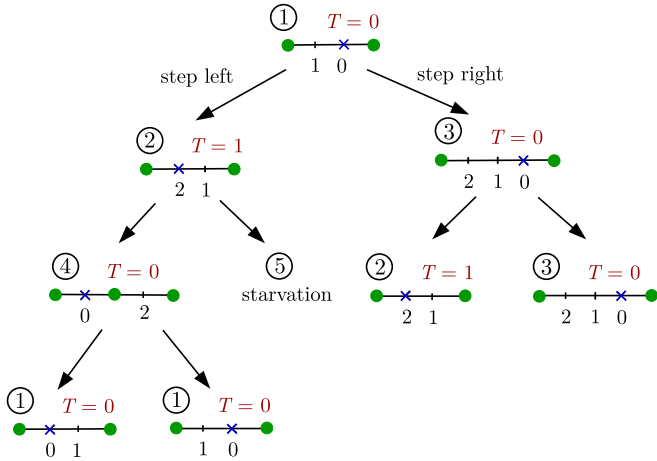 ① T = 0
1 0
step left
step right
② T = 1
2 1
③ T = 0
2 1 0
④ T = 0
0 2
⑤
starvation
② T = 1
2 1
③ T = 0
2 1 0
① T = 0
0 1
① T = 0
1 0